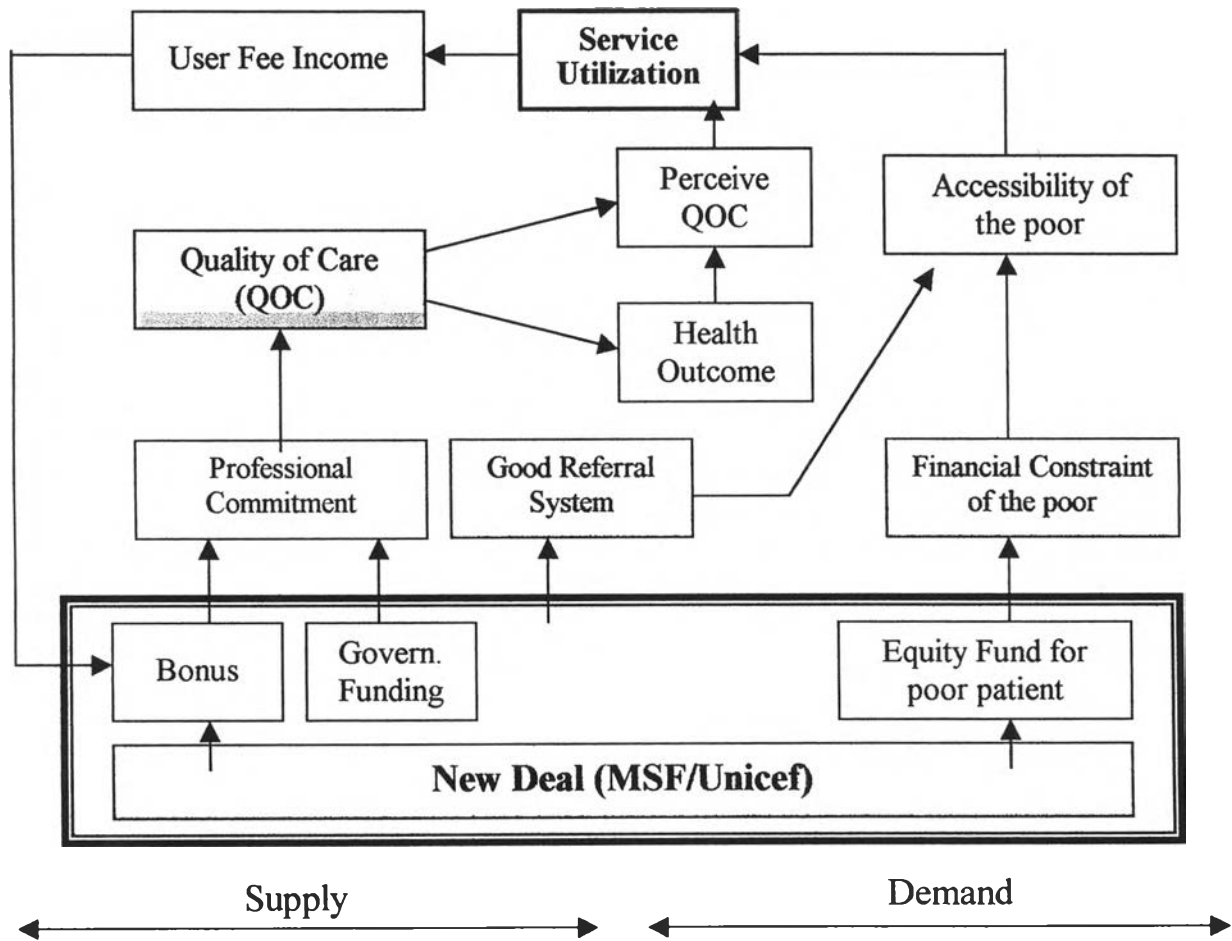 User Fee Income
Service
Utilization
Perceive
QOC
Accessibility of
the poor
Quality of Care
(QOC)
Health
Outcome
Professional
Commitment
Good Referral
System
Financial Constraint
of the poor
Bonus
Govern.
Funding
Equity Fund for
poor patient
New Deal (MSF/Unicef)
Supply
Demand